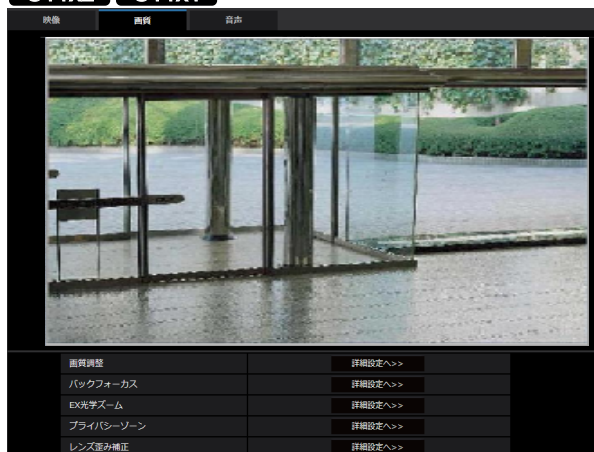 映像 画質 音声
画質調整 詳細設定へ>>
バックフォーカス 詳細設定へ>>
EX光学ズーム 詳細設定へ>>
プライバシーゾーン 詳細設定へ>>
レンズ歪み補正 詳細設定へ>>